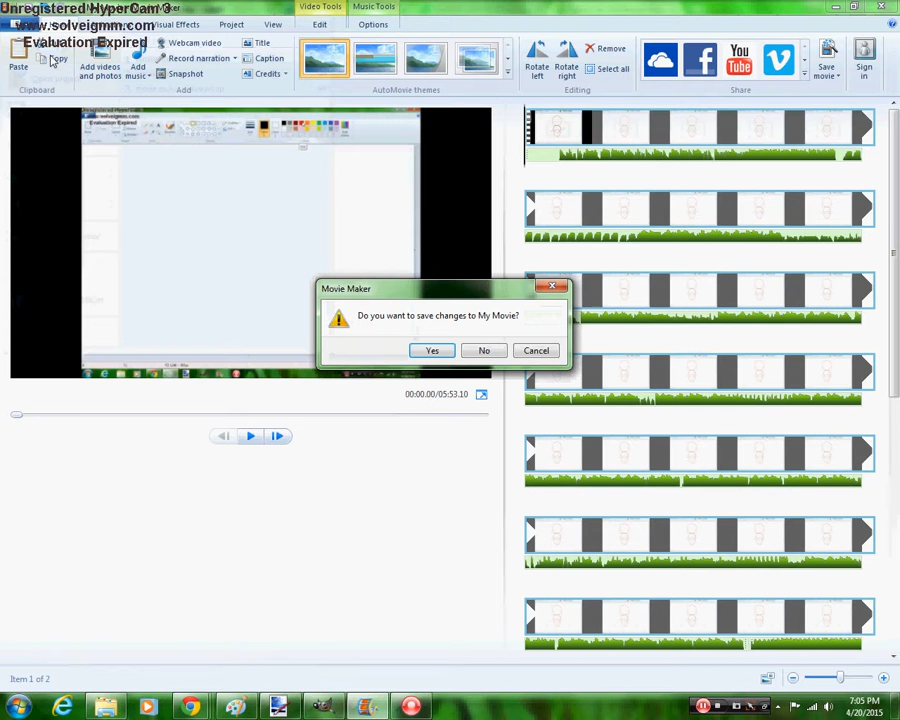 Unregistered HyperCam 3
www.solveigmm.com
Evaluation Expired
Maker
Video Tools
Music Tools
Visual Effects
Project
View
Edit
Options
Paste
Copy
Clipboard
Add videos
and photos
Add
music
Webcam video
Record narration
Snapshot
Title
Caption
Credits
Add
AutoMovie themes
Rotate
left
Rotate
right
Remove
Select all
Editing
You
Tube
Share
Save
movie
Sign
in
Movie Maker
Do you want to save changes to My Movie?
Yes
No
Cancel
00:00.00/05:53.10
Item 1 of 2
7:05 PM
4/20/2015